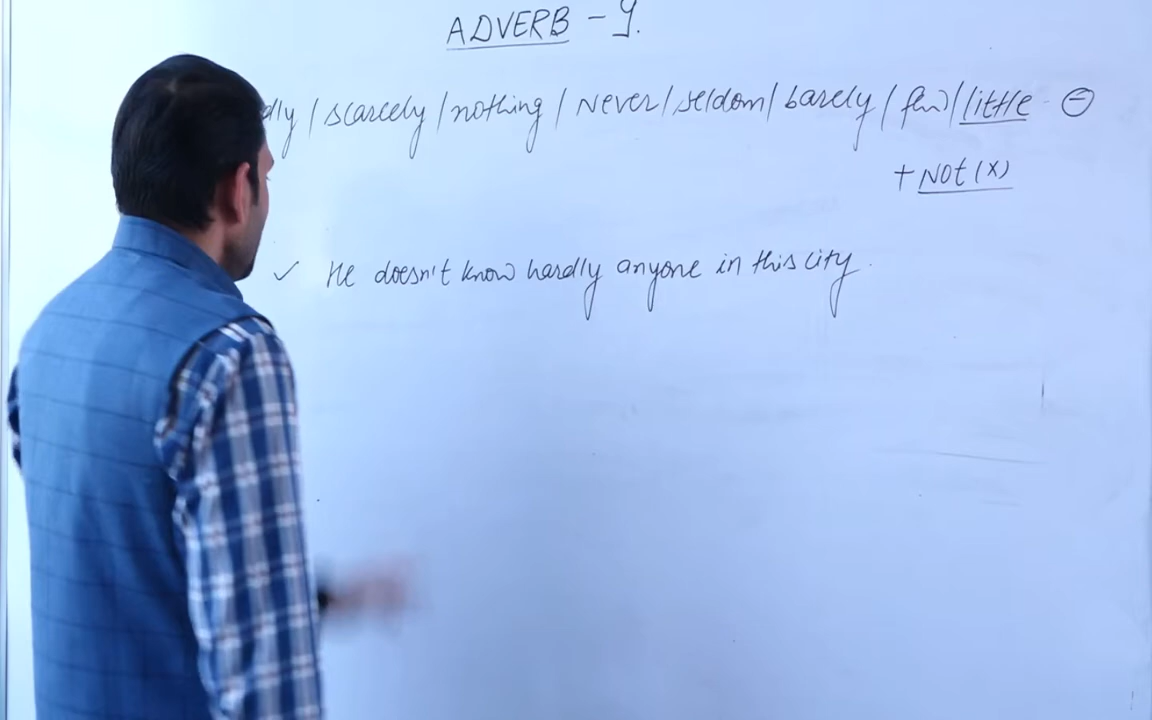 ADVERB - 9.
dly / scarcely / nothing / Never / seldom / barely / few / little - ⊖
+ Not (x)
✓ He doesn't know hardly anyone in this city.